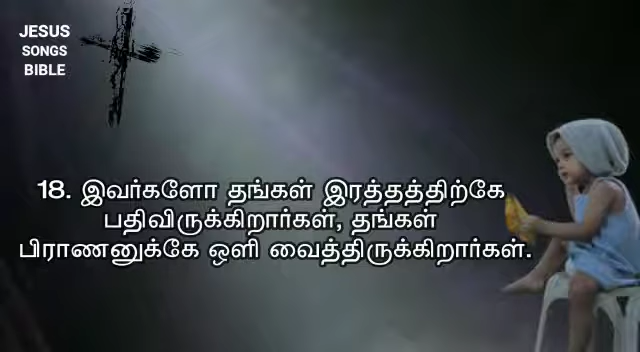 JESUS
SONGS
BIBLE
18. இவர்களோ தங்கள் இரத்தத்திற்கே
பதிவிருக்கிறார்கள், தங்கள்
பிராணனுக்கே ஒளி வைத்திருக்கிறார்கள்.